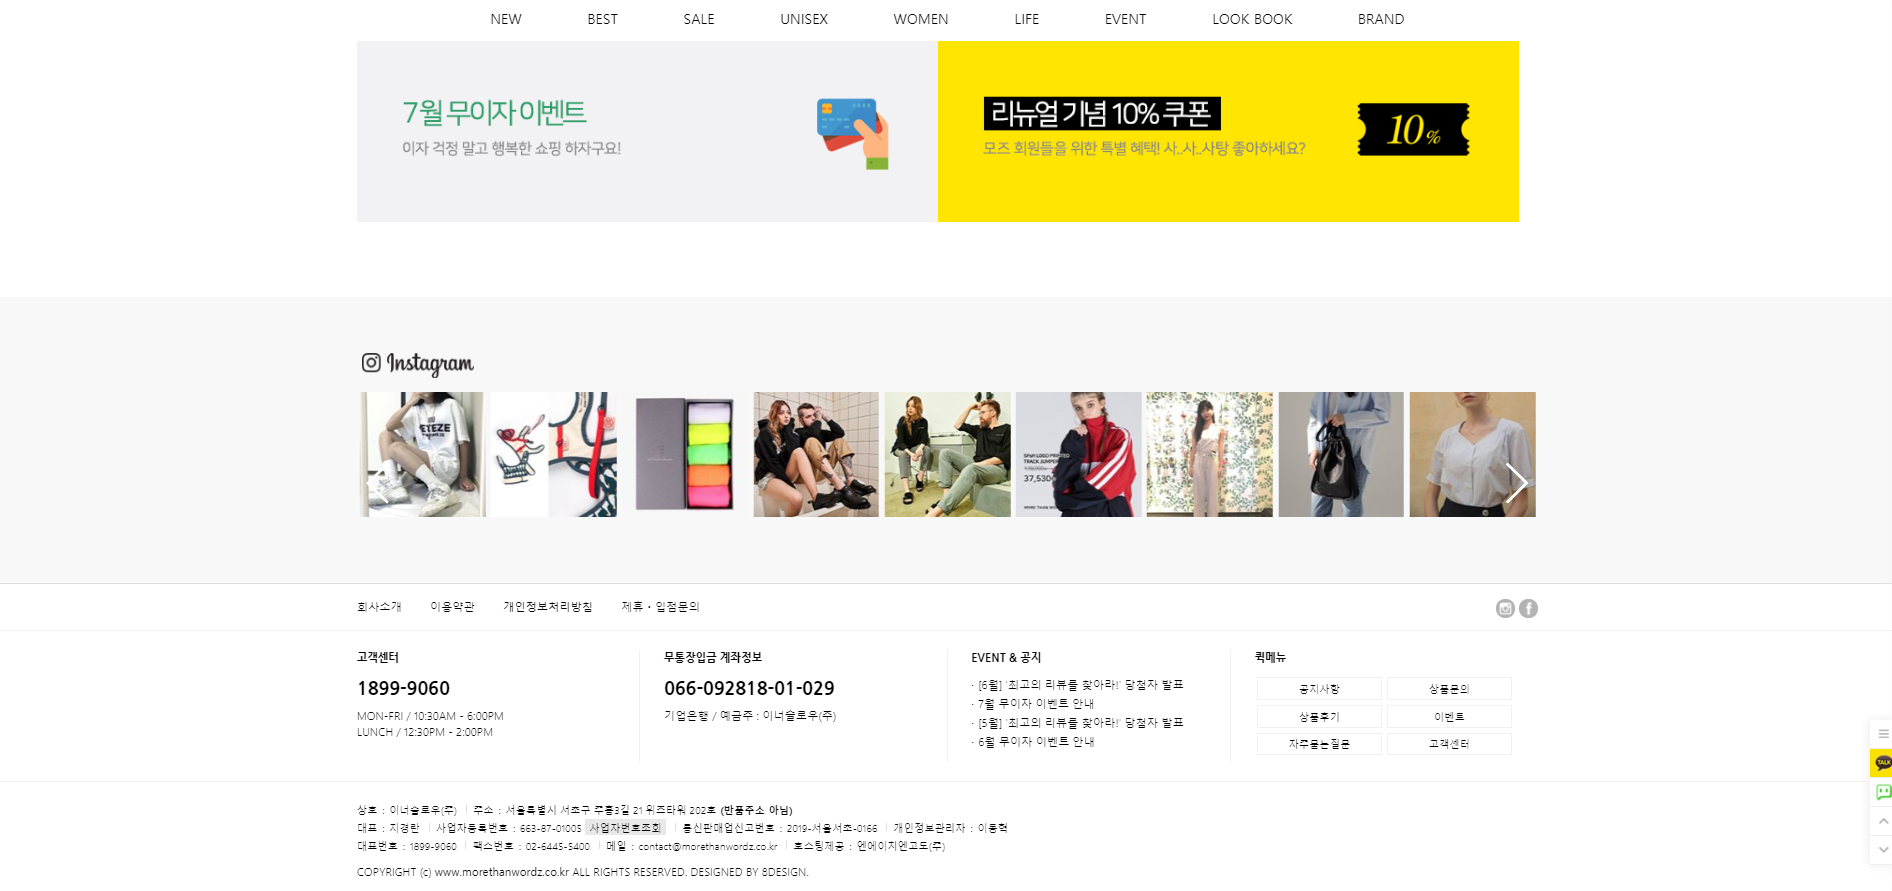 NEW BEST SALE UNISEX WOMEN LIFE EVENT LOOK BOOK BRAND
7월 무이자 이벤트
이자 걱정 말고 행복한 쇼핑 하자구요!
리뉴얼 기념 10% 쿠폰
모즈 회원들을 위한 특별 혜택! 사..사..사탕 좋아하세요?
10%
Instagram
ETEZE
SPORT LOGO PRINTED
TRACK JUMPER
37,530
회사소개 이용약관 개인정보처리방침 제휴・입점문의
고객센터
1899-9060
MON-FRI / 10:30AM - 6:00PM
LUNCH / 12:30PM - 2:00PM
무통장입금 계좌정보
066-092818-01-029
기업은행 / 예금주 : 이너슬로우(주)
EVENT & 공지
· [6월] '최고의 리뷰를 찾아라!' 당첨자 발표
· 7월 무이자 이벤트 안내
· [5월] '최고의 리뷰를 찾아라!' 당첨자 발표
· 6월 무이자 이벤트 안내
퀵메뉴
공지사항 상품문의
상품후기 이벤트
자주묻는질문 고객센터
TALK
상호 : 이너슬로우(주) | 주소 : 서울특별시 서초구 주흥3길 21 위즈타워 202호 (반품주소 아님)
대표 : 지경란 | 사업자등록번호 : 663-87-01005 사업자번호조회 | 통신판매업신고번호 : 2019-서울서초-0166 | 개인정보관리자 : 이동혁
대표번호 : 1899-9060 | 팩스번호 : 02-6445-5400 | 메일 : contact@morethanwordz.co.kr | 호스팅제공 : 엔에이치엔고도(주)
COPYRIGHT (c) www.morethanwordz.co.kr ALL RIGHTS RESERVED. DESIGNED BY 8DESIGN.